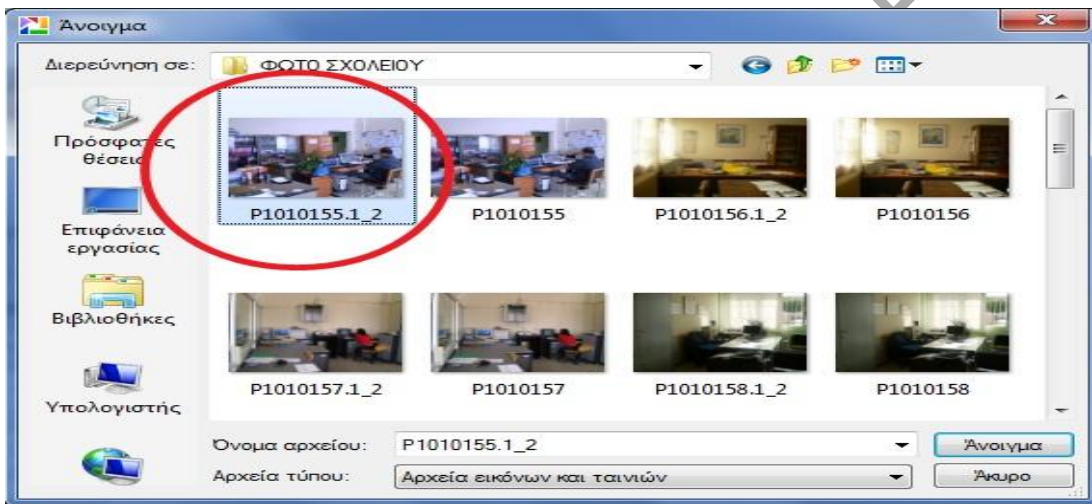 Άνοιγμα
Διερεύνηση σε: ΦΩΤΟ ΣΧΟΛΕΙΟΥ
Πρόσφατες
θέσεις
Επιφάνεια
εργασίας
Βιβλιοθήκες
Υπολογιστής
P1010155.1_2 P1010155 P1010156.1_2 P1010156
P1010157.1_2 P1010157 P1010158.1_2 P1010158
Όνομα αρχείου: P1010155.1_2 Άνοιγμα
Αρχεία τύπου: Αρχεία εικόνων και ταινιών Άκυρο